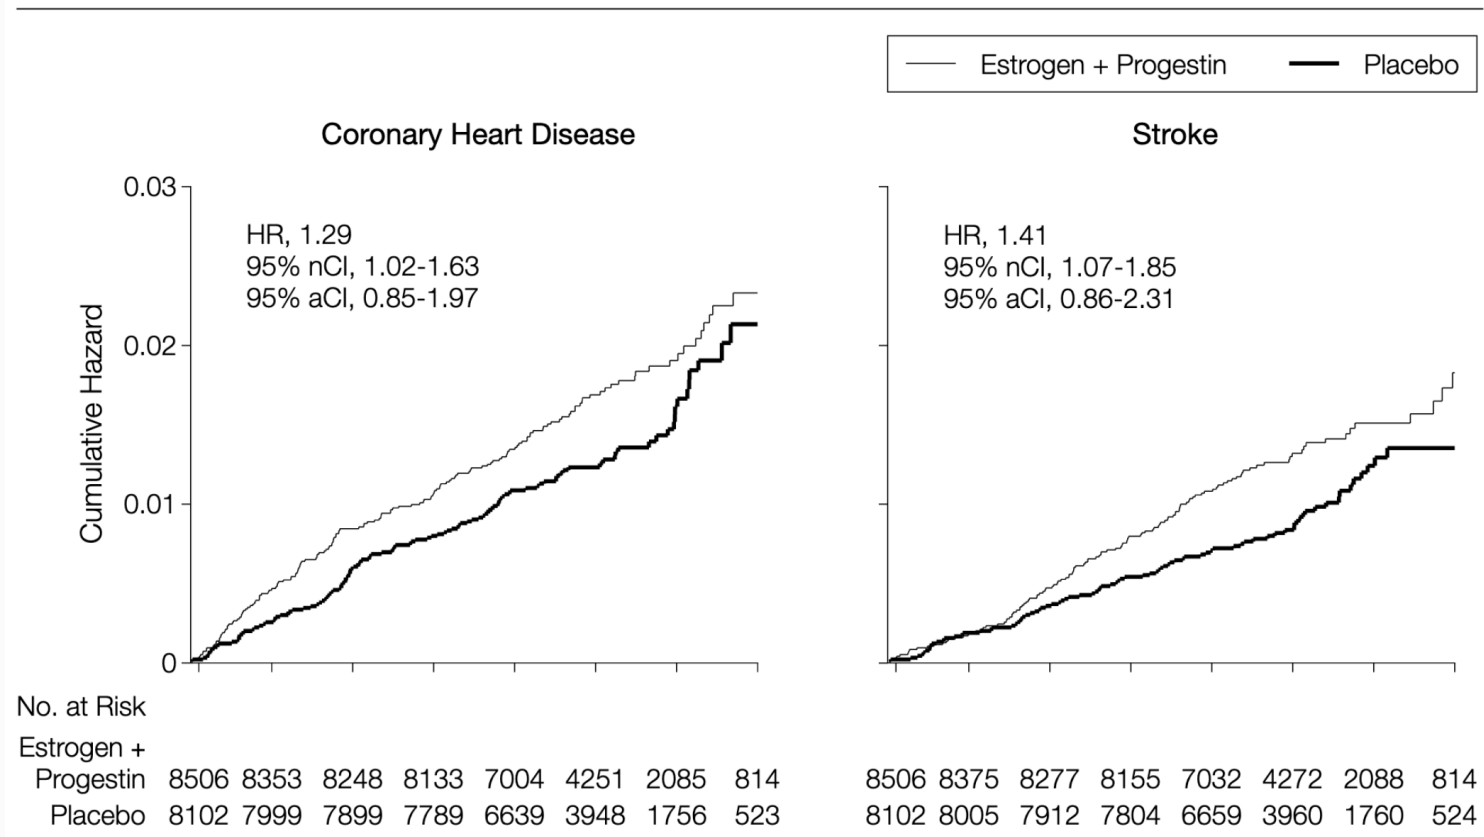 Estrogen + Progestin Placebo
Coronary Heart Disease
Stroke
Cumulative Hazard
0.03
0.02
0.01
0
HR, 1.29
95% nCI, 1.02-1.63
95% aCI, 0.85-1.97
HR, 1.41
95% nCI, 1.07-1.85
95% aCI, 0.86-2.31
No. at Risk
Estrogen +
Progestin 8506 8353 8248 8133 7004 4251 2085 814 8506 8375 8277 8155 7032 4272 2088 814
Placebo 8102 7999 7899 7789 6639 3948 1756 523 8102 8005 7912 7804 6659 3960 1760 524